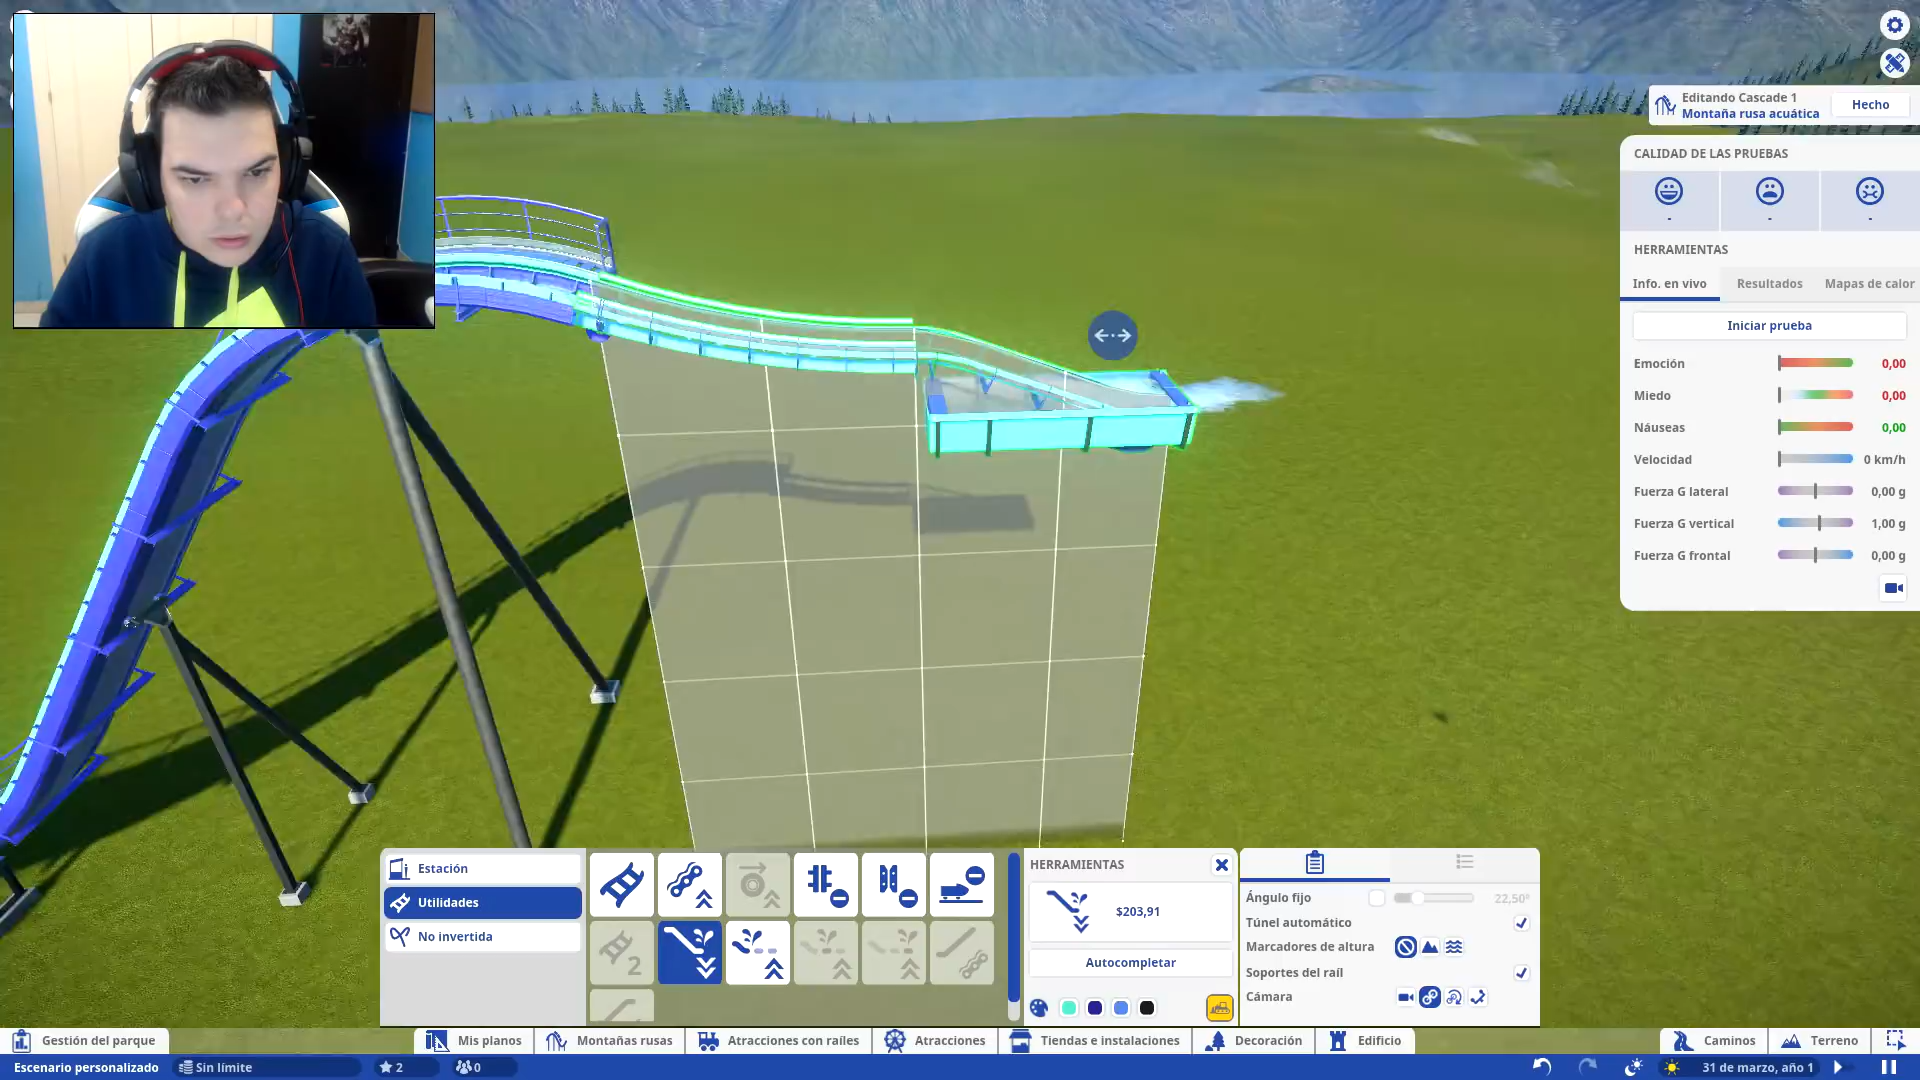 Editando Cascade 1
Montaña rusa acuática
Hecho
CALIDAD DE LAS PRUEBAS
-
-
-
HERRAMIENTAS
Info. en vivo
Resultados
Mapas de calor
Iniciar prueba
Emoción 0,00
Miedo 0,00
Náuseas 0,00
Velocidad 0 km/h
Fuerza G lateral 0,00 g
Fuerza G vertical 1,00 g
Fuerza G frontal 0,00 g
Estación
Utilidades
No invertida
2
HERRAMIENTAS
$203,91
Autocompletar
Ángulo fijo 22,50°
Túnel automático
Marcadores de altura
Soportes del raíl
Cámara
Gestión del parque
Mis planos
Montañas rusas
Atracciones con raíles
Atracciones
Tiendas e instalaciones
Decoración
Edificio
Caminos
Terreno
Escenario personalizado
Sin límite
2
0
31 de marzo, año 1